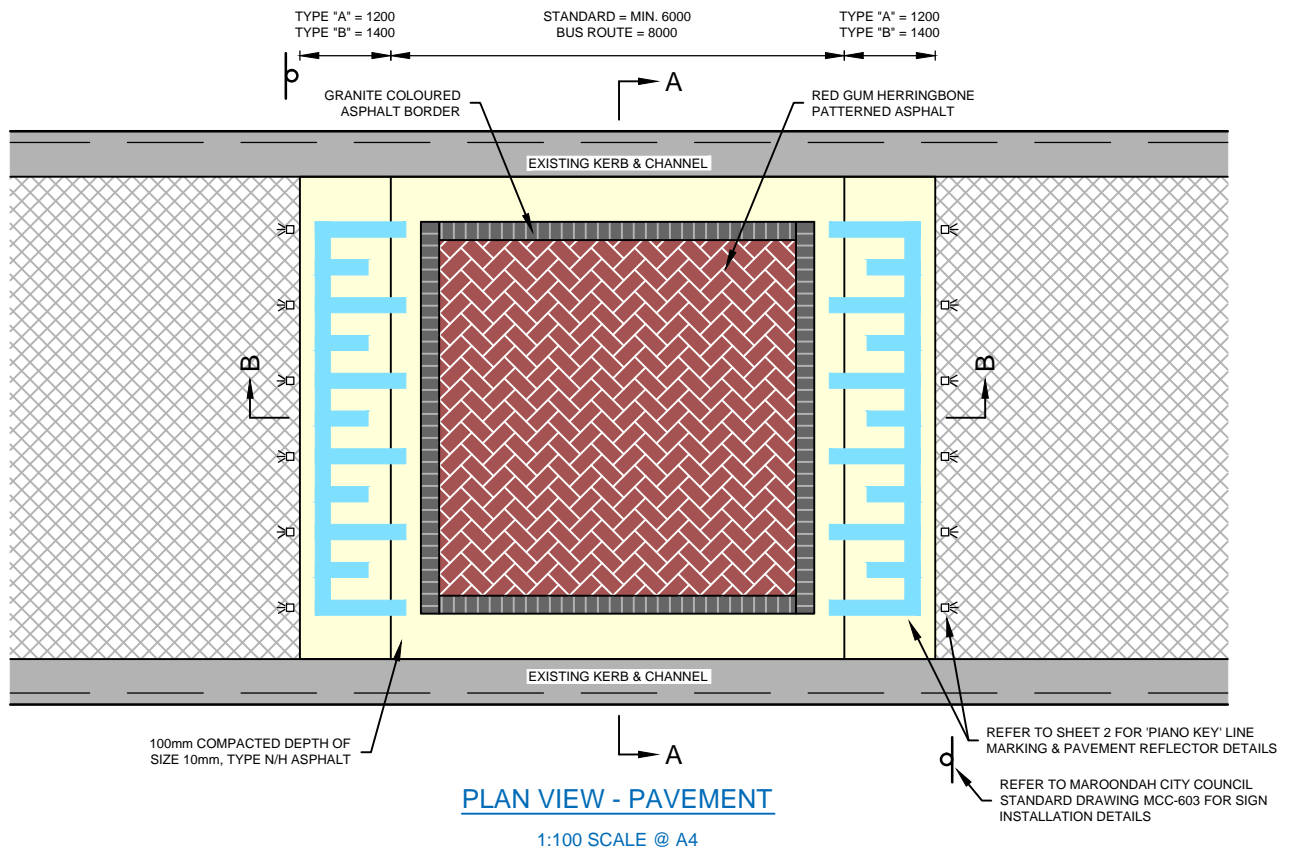 TYPE "A" = 1200
TYPE "B" = 1400
STANDARD = MIN. 6000
BUS ROUTE = 8000
TYPE "A" = 1200
TYPE "B" = 1400
A
GRANITE COLOURED
ASPHALT BORDER
RED GUM HERRINGBONE
PATTERNED ASPHALT
EXISTING KERB & CHANNEL
B
B
EXISTING KERB & CHANNEL
100mm COMPACTED DEPTH OF
SIZE 10mm, TYPE N/H ASPHALT
A
REFER TO SHEET 2 FOR 'PIANO KEY' LINE
MARKING & PAVEMENT REFLECTOR DETAILS
REFER TO MAROONDAH CITY COUNCIL
STANDARD DRAWING MCC-603 FOR SIGN
INSTALLATION DETAILS
PLAN VIEW - PAVEMENT
1:100 SCALE @ A4